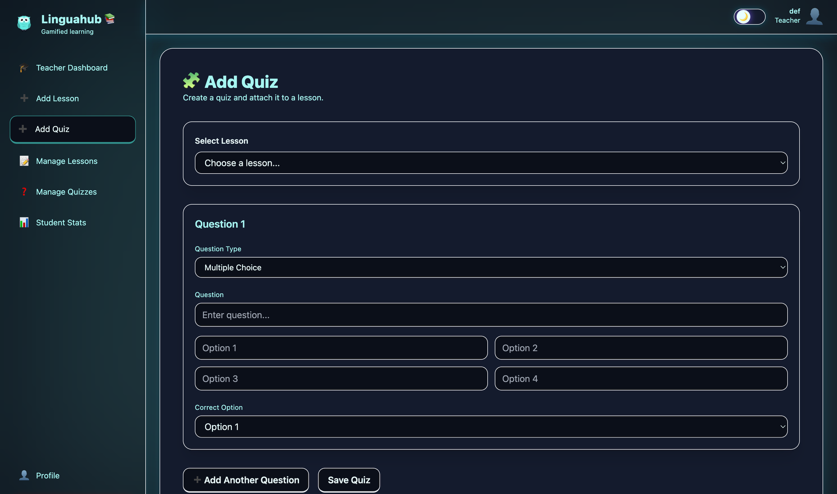 Linguahub
Gamified learning
def
Teacher
Teacher Dashboard
Add Lesson
Add Quiz
Manage Lessons
Manage Quizzes
Student Stats
Profile
Add Quiz
Create a quiz and attach it to a lesson.
Select Lesson
Choose a lesson...
Question 1
Question Type
Multiple Choice
Question
Enter question...
Option 1
Option 2
Option 3
Option 4
Correct Option
Option 1
Add Another Question
Save Quiz